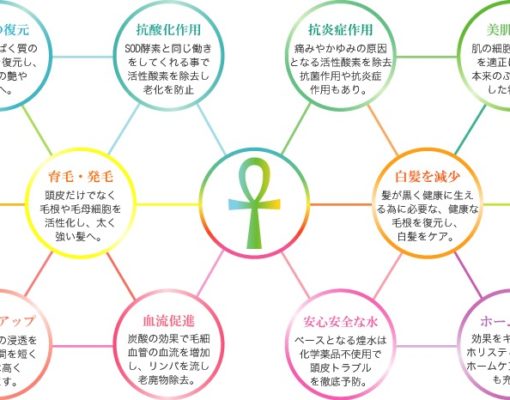 の復元
ぱく質の
を復元し、
の艶や
へ。
抗酸化作用
SOD酵素と同じ働き
をしてくれる事で
活性酸素を除去し
老化を防止
抗炎症作用
痛みやかゆみの原因
となる活性酸素を除去
抗菌作用や抗炎症
作用もあり。
美肌
肌の細胞
を適正に
本来のふ
した状
育毛・発毛
頭皮だけでなく
毛根や毛母細胞を
活性化し、太く
強い髪へ。
白髪を減少
髪が黒く健康に生え
る為に必要な、健康な
毛根を復元し、
白髪をケア。
アップ
の浸透を
間を短く
は高く
ます。
血流促進
炭酸の効果で毛細
血管の血流を増加
し、リンパを流し
老廃物除去。
安心安全な水
ベースとなる煌水は
化学薬品不使用で
頭皮トラブル
を徹底予防。
ホーム
効果をキ
ホリスティ
ホームケア
も充